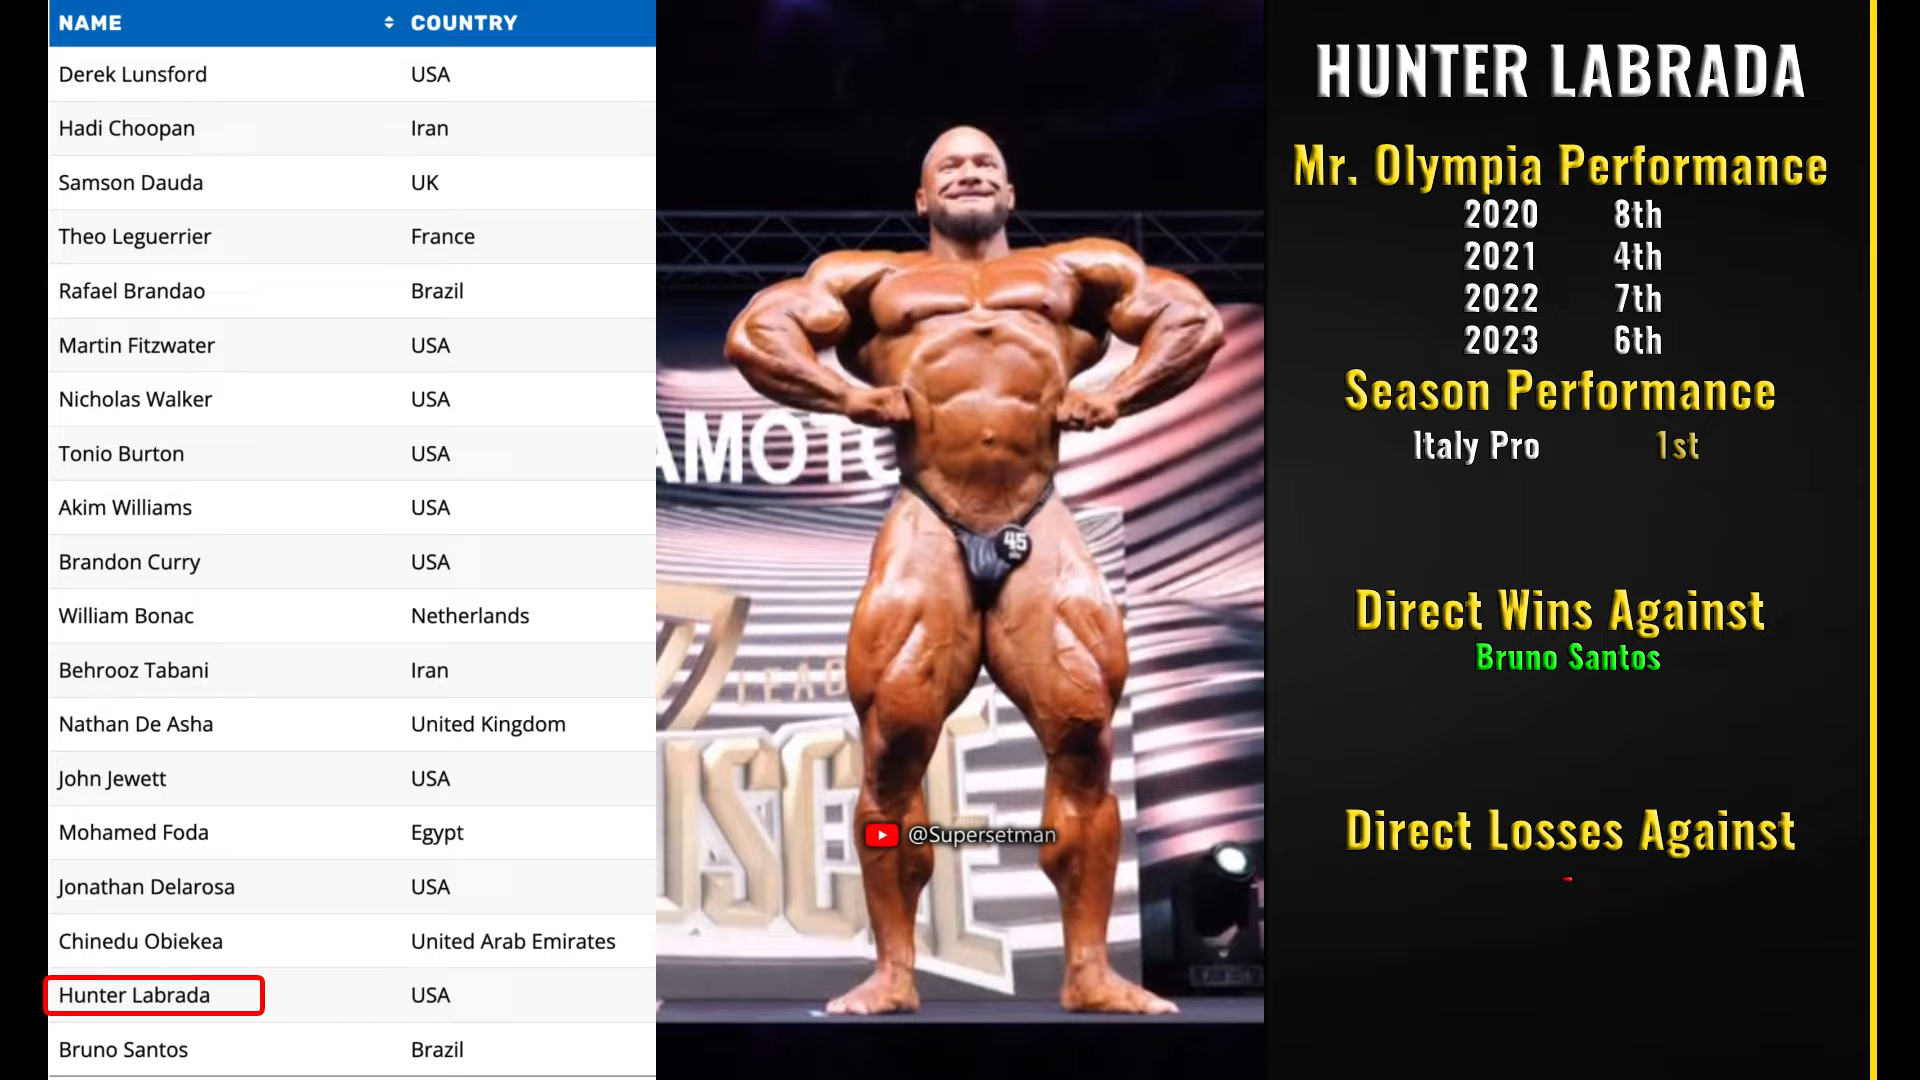 NAME COUNTRY
Derek Lunsford USA
Hadi Choopan Iran
Samson Dauda UK
Theo Leguerrier France
Rafael Brandao Brazil
Martin Fitzwater USA
Nicholas Walker USA
Tonio Burton USA
Akim Williams USA
Brandon Curry USA
William Bonac Netherlands
Behrooz Tabani Iran
Nathan De Asha United Kingdom
John Jewett USA
Mohamed Foda Egypt
Jonathan Delarosa USA
Chinedu Obiekea United Arab Emirates
Hunter Labrada USA
Bruno Santos Brazil
AMOTO
45
@Supersetman
HUNTER LABRADA
Mr. Olympia Performance
2020 8th
2021 4th
2022 7th
2023 6th
Season Performance
Italy Pro 1st
Direct Wins Against
Bruno Santos
Direct Losses Against
-